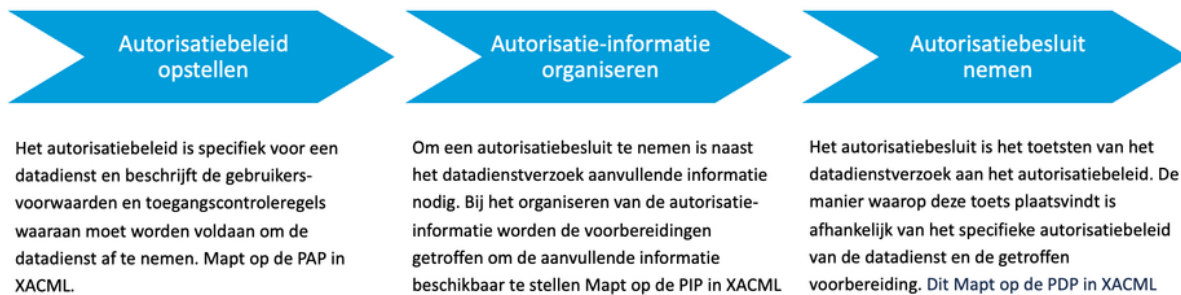 Autorisatiebeleid
opstellen
Het autorisatiebeleid is specifiek voor een
datadienst en beschrijft de gebruikers-
voorwaarden en toegangscontroleregels
waaraan moet worden voldaan om de
datadienst af te nemen. Mapt op de PAP in
XACML.
Autorisatie-informatie
organiseren
Om een autorisatiebesluit te nemen is naast
het datadienstverzoek aanvullende informatie
nodig. Bij het organiseren van de autorisatie-
informatie worden de voorbereidingen
getroffen om de aanvullende informatie
beschikbaar te stellen Mapt op de PIP in XACML
Autorisatiebesluit
nemen
Het autorisatiebesluit is het toetsten van het
datadienstverzoek aan het autorisatiebeleid. De
manier waarop deze toets plaatsvindt is
afhankelijk van het specifieke autorisatiebeleid
van de datadienst en de getroffen
voorbereiding. Dit Mapt op de PDP in XACML